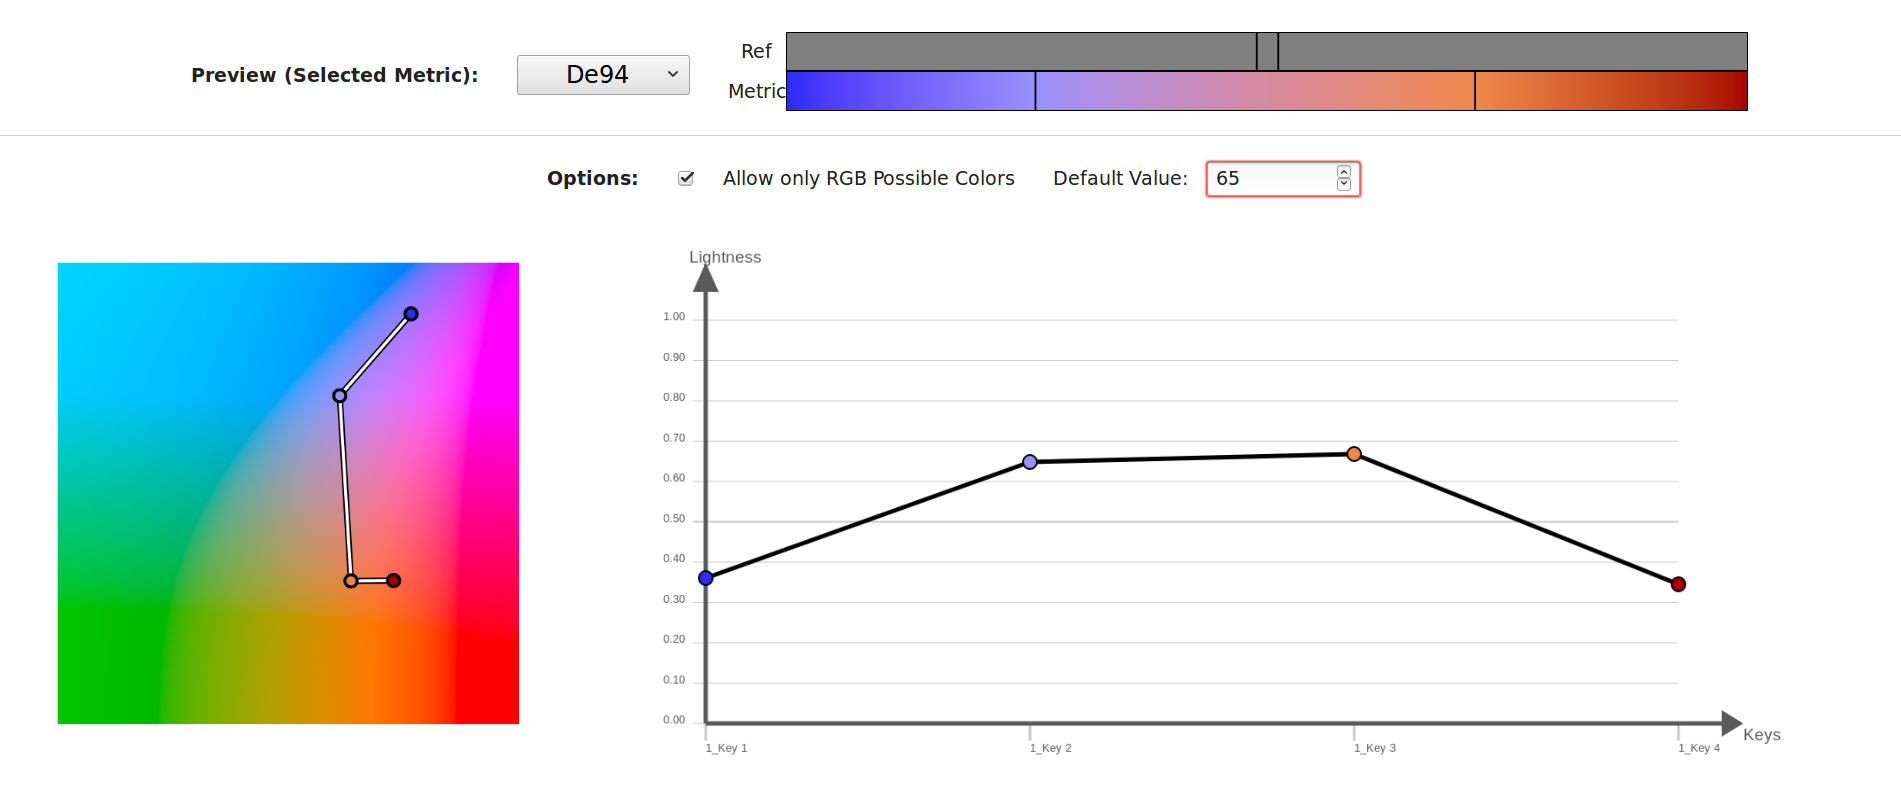 Ref
Preview (Selected Metric): De94
Metric
Options: Allow only RGB Possible Colors Default Value: 65
Lightness
1.00
0.90
0.80
0.70
0.60
0.50
0.40
0.30
0.20
0.10
0.00
Keys
1_Key 1 1_Key 2 1_Key 3 1_Key 4